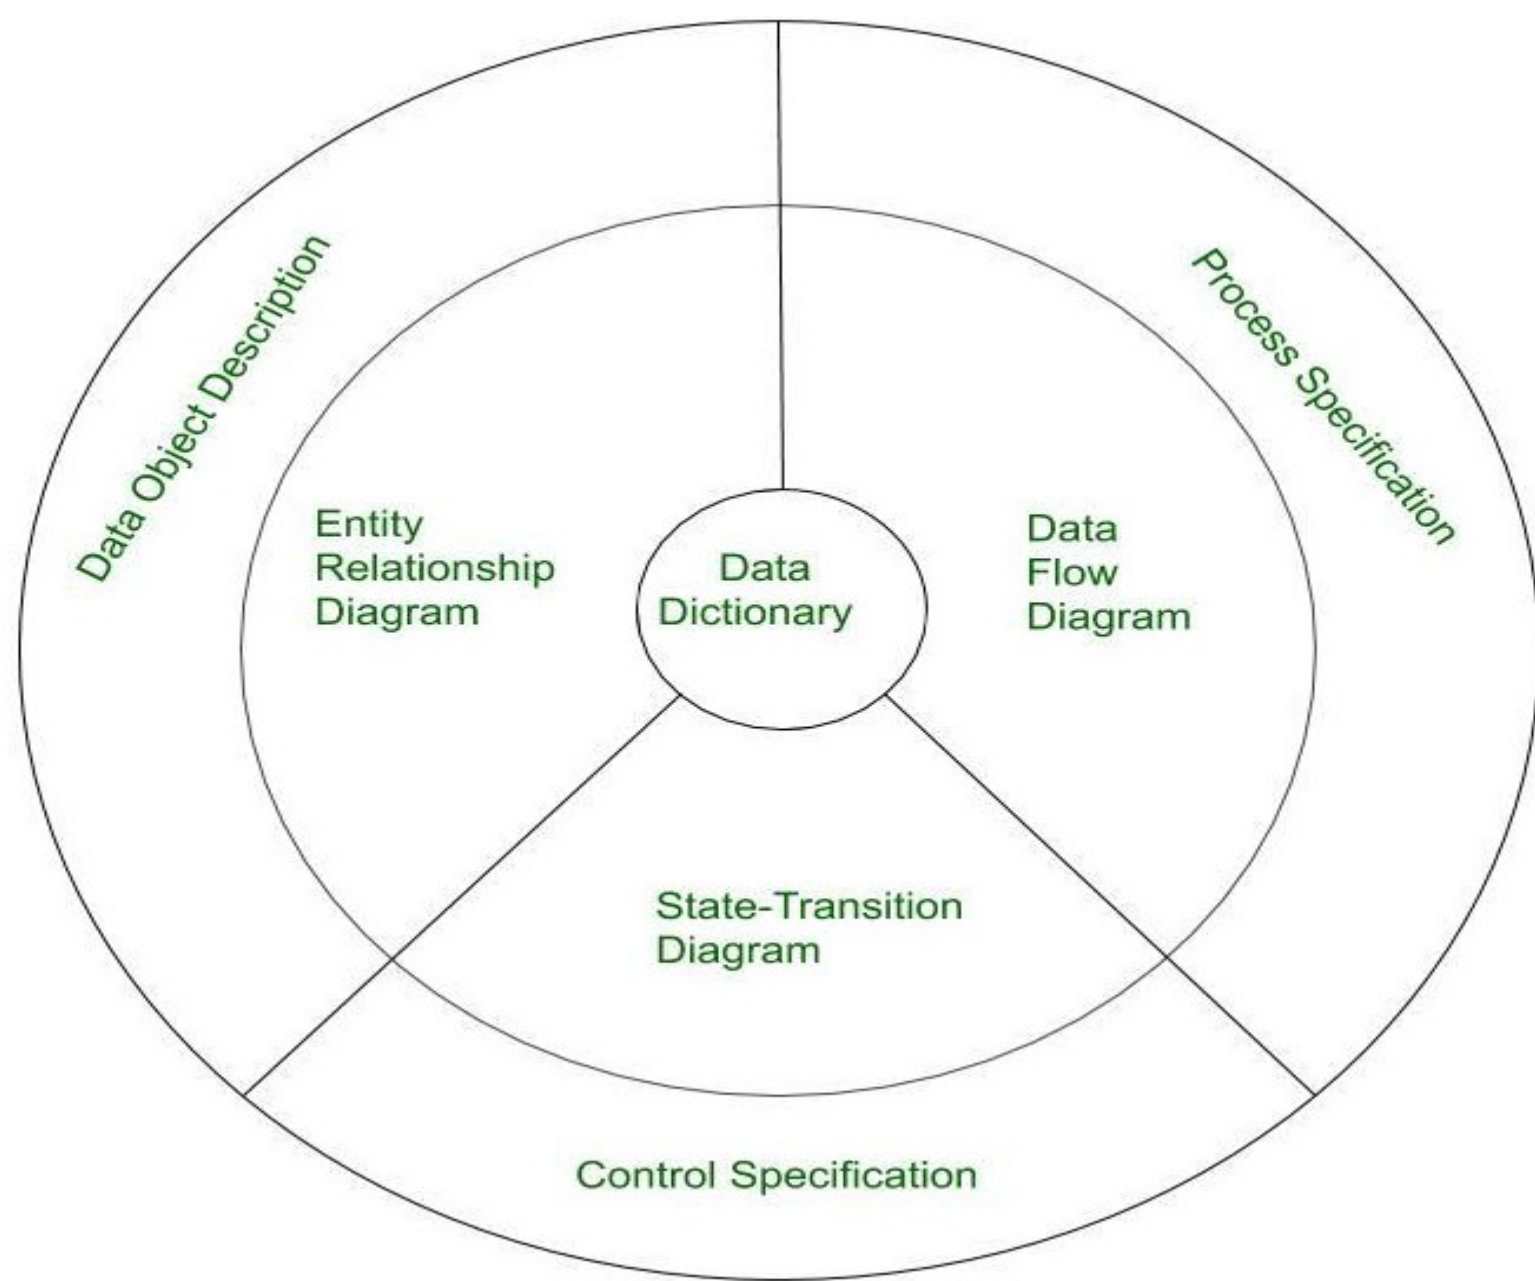 Data Object Description
Process Specification
Entity
Relationship
Diagram
Data
Dictionary
Data
Flow
Diagram
State-Transition
Diagram
Control Specification